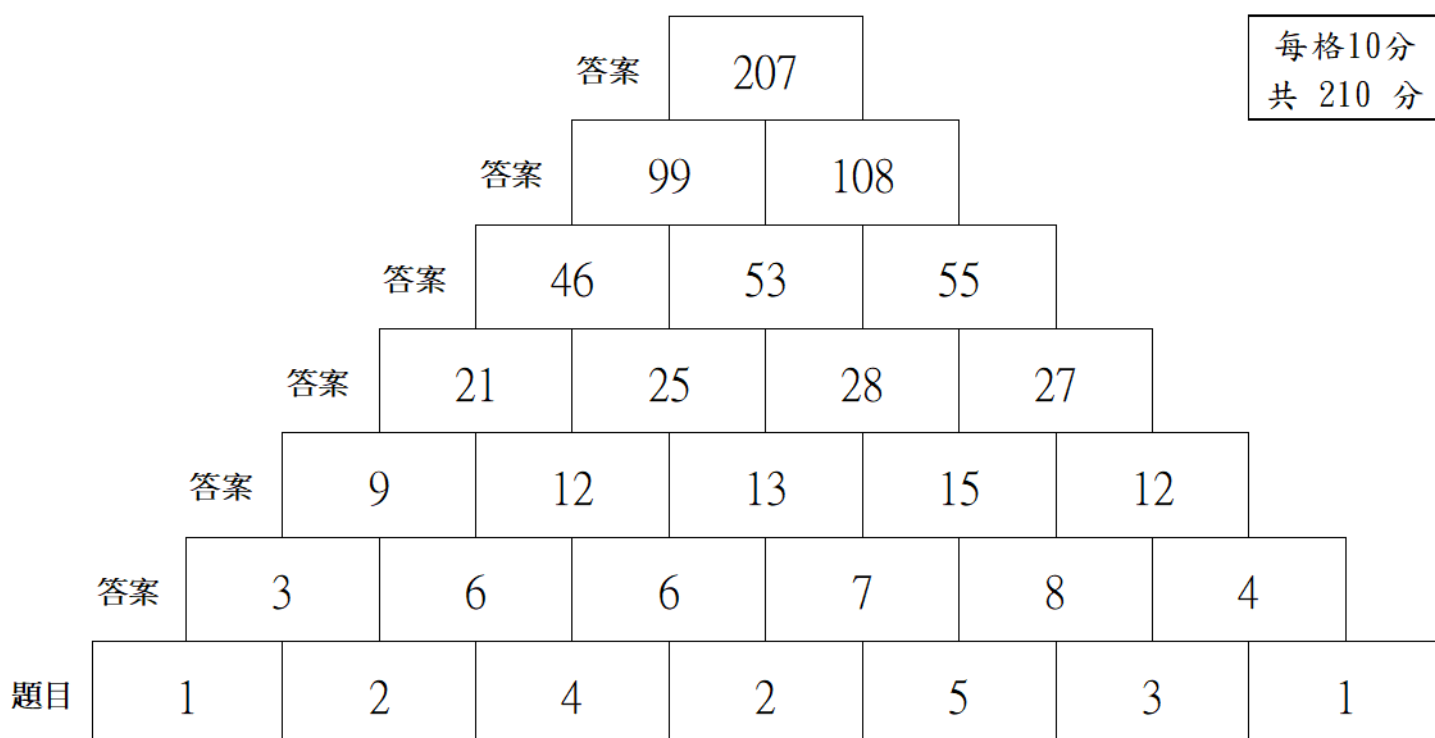 每格10分
共 210 分
答案 207
答案 99 108
答案 46 53 55
答案 21 25 28 27
答案 9 12 13 15 12
答案 3 6 6 7 8 4
題目 1 2 4 2 5 3 1